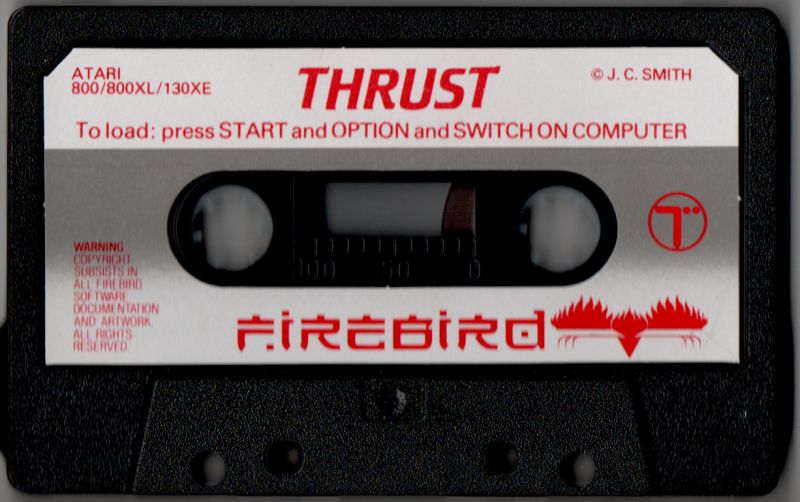 ATARI
800/800XL/130XE
THRUST
© J. C. SMITH
To load: press START and OPTION and SWITCH ON COMPUTER
100 50 0
WARNING
COPYRIGHT
SUBSISTS IN
ALL FIREBIRD
SOFTWARE,
DOCUMENTATION
AND ARTWORK.
ALL RIGHTS
RESERVED.
FIREBIRD